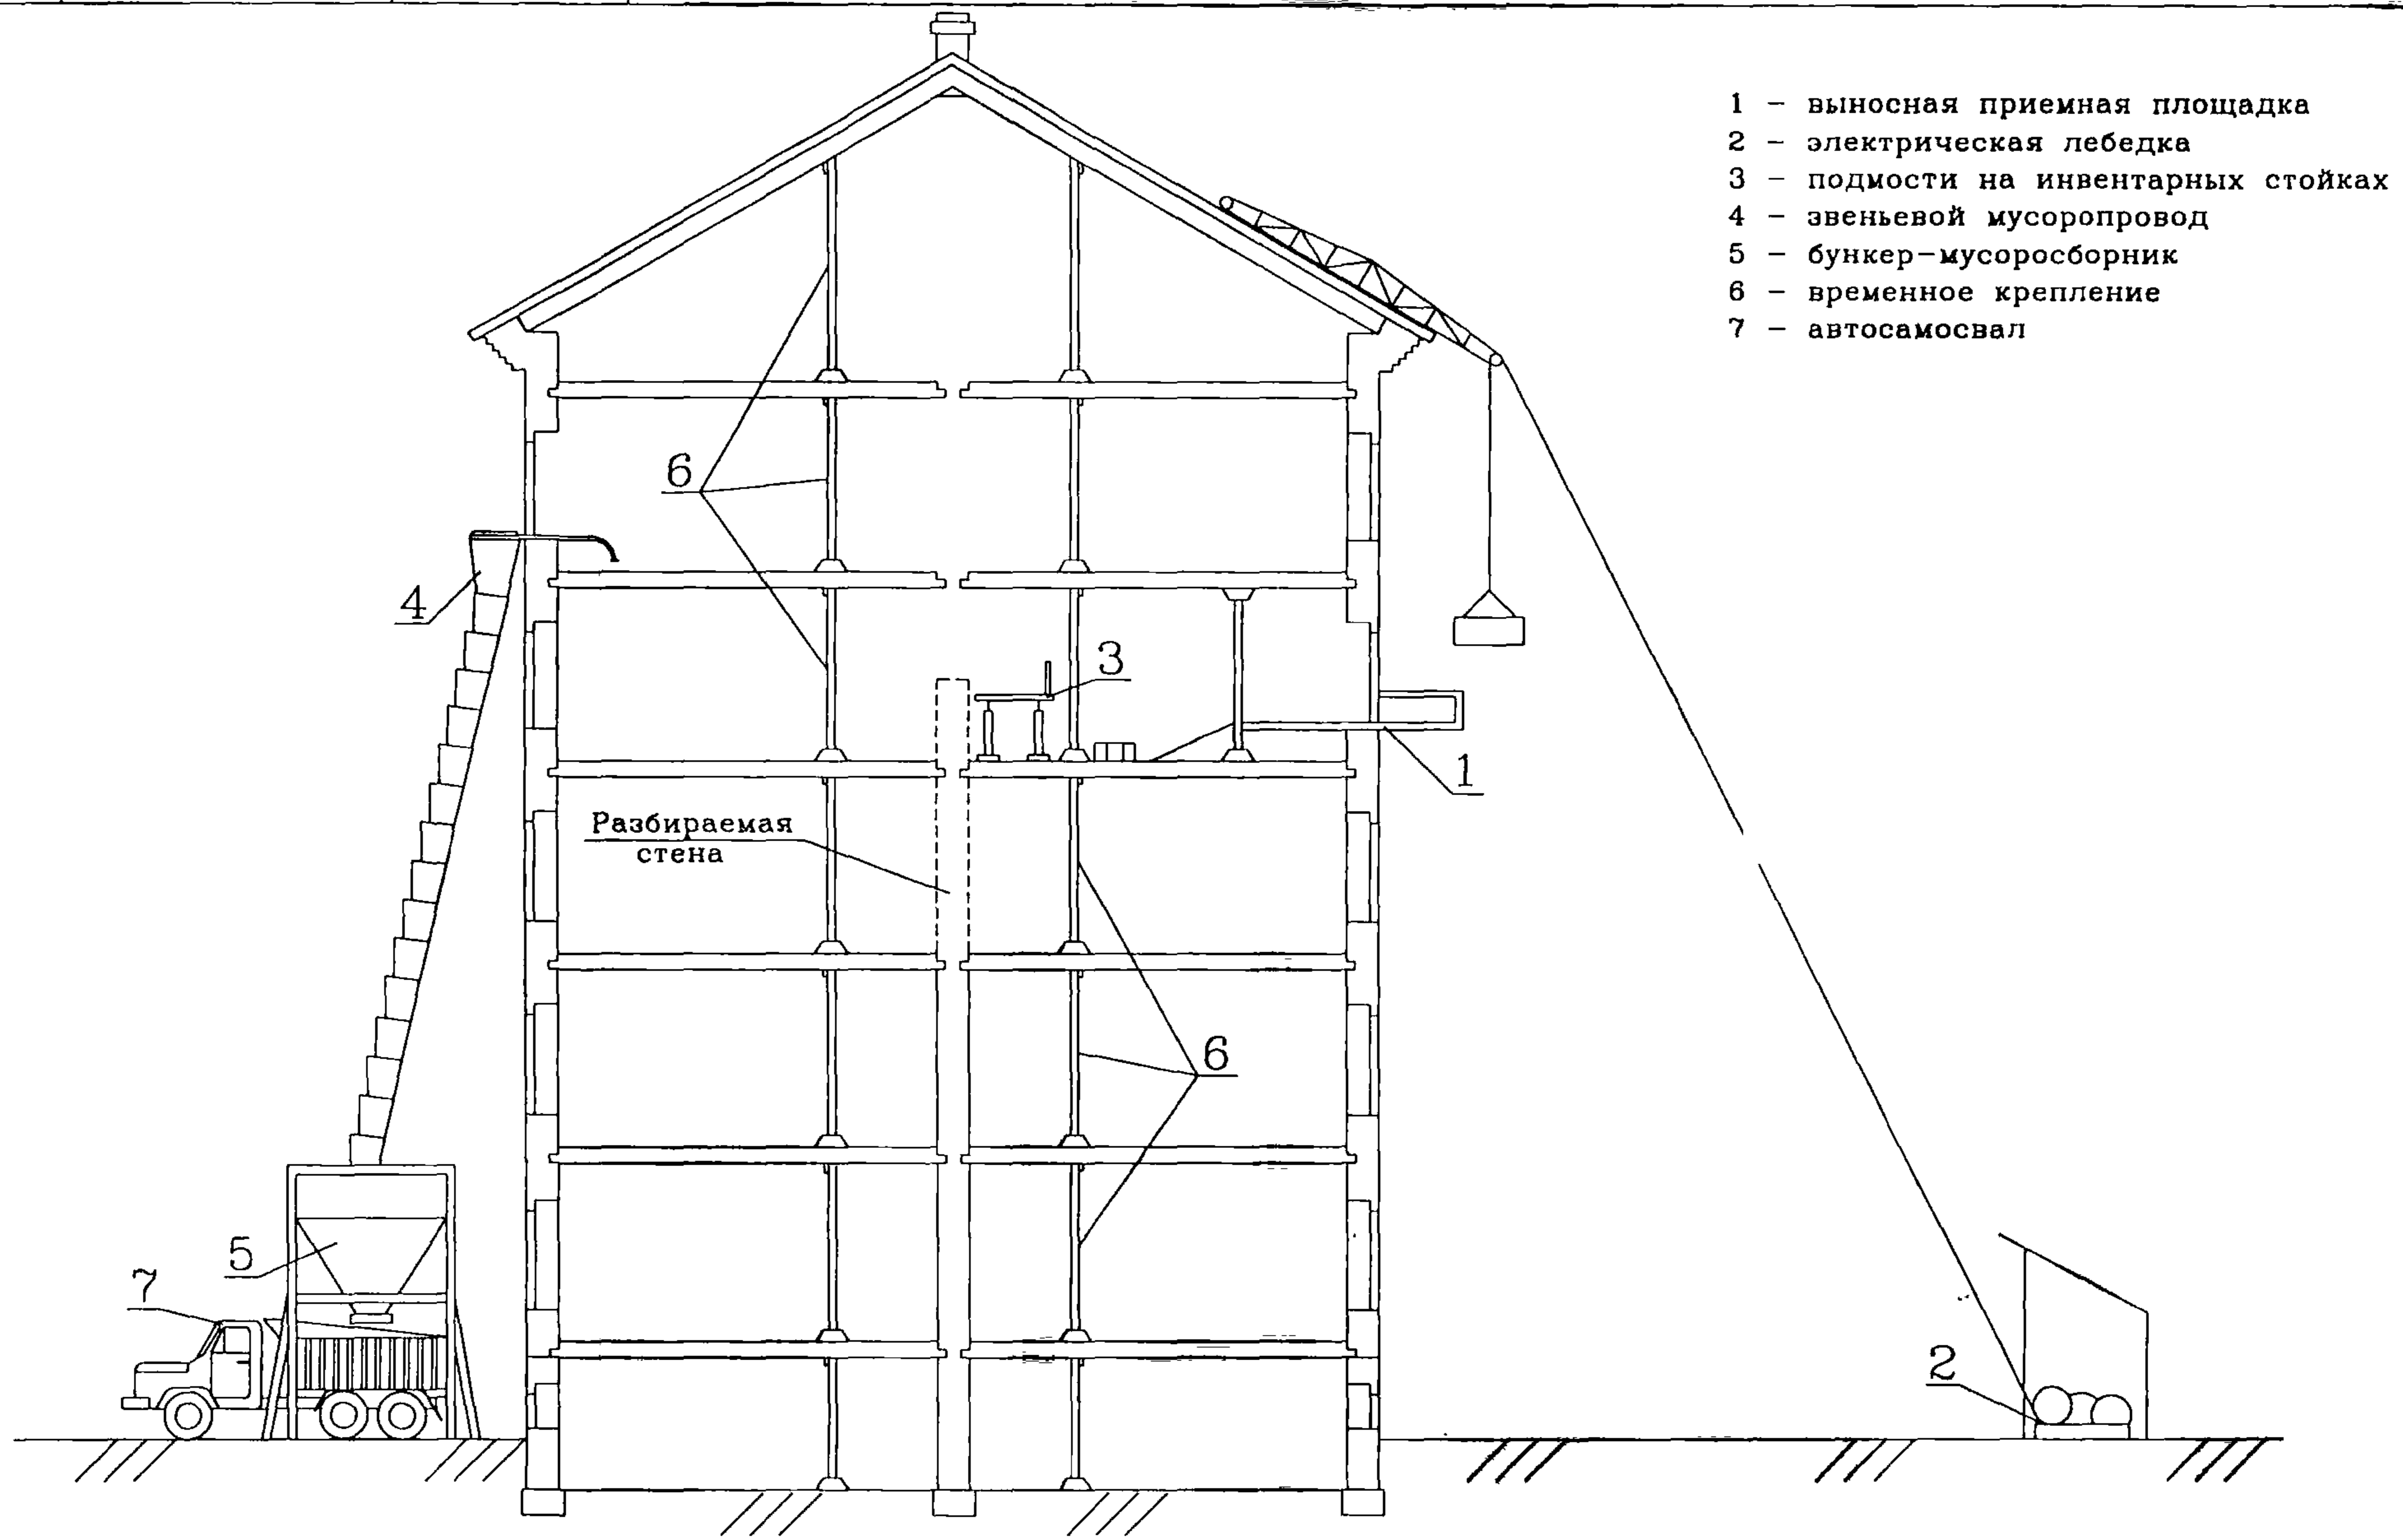 1 – выносная приемная площадка
2 – электрическая лебедка
3 – подмости на инвентарных стойках
4 – звеньевой мусоропровод
5 – бункер-мусоросборник
6 – временное крепление
7 – автосамосвал
6
4
3
1
Разбираемая
стена
6
5
7
2